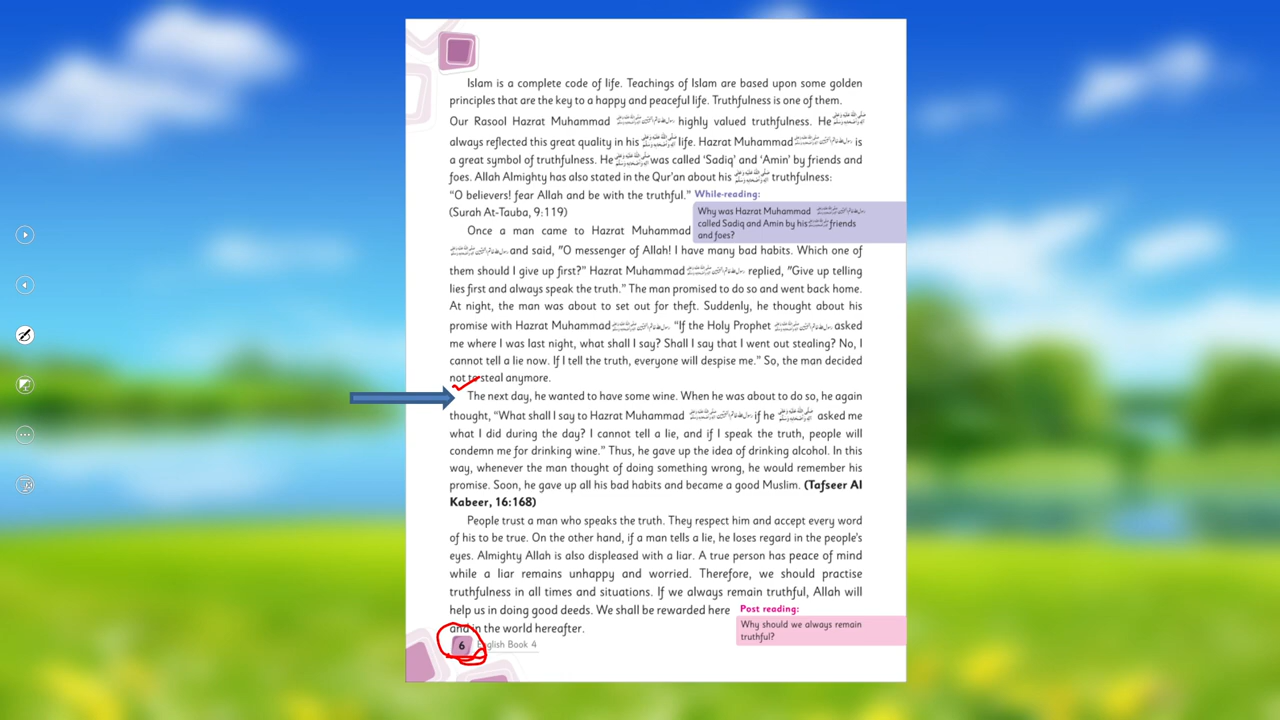 Islam is a complete code of life. Teachings of Islam are based upon some golden
principles that are the key to a happy and peaceful life. Truthfulness is one of them.
Our Rasool Hazrat Muhammad highly valued truthfulness. He
always reflected this great quality in his life. Hazrat Muhammad is
a great symbol of truthfulness. He was called ‘Sadiq’ and ‘Amin’ by friends and
foes. Allah Almighty has also stated in the Qur’an about his truthfulness:
“O believers! fear Allah and be with the truthful.”
(Surah At-Tauba, 9:119)
While-reading:
Why was Hazrat Muhammad
called Sadiq and Amin by his friends
and foes?
Once a man came to Hazrat Muhammad
and said, "O messenger of Allah! I have many bad habits. Which one of
them should I give up first?” Hazrat Muhammad replied, "Give up telling
lies first and always speak the truth.” The man promised to do so and went back home.
At night, the man was about to set out for theft. Suddenly, he thought about his
promise with Hazrat Muhammad “If the Holy Prophet asked
me where I was last night, what shall I say? Shall I say that I went out stealing? No, I
cannot tell a lie now. If I tell the truth, everyone will despise me.” So, the man decided
not to steal anymore.
The next day, he wanted to have some wine. When he was about to do so, he again
thought, “What shall I say to Hazrat Muhammad if he asked me
what I did during the day? I cannot tell a lie, and if I speak the truth, people will
condemn me for drinking wine.” Thus, he gave up the idea of drinking alcohol. In this
way, whenever the man thought of doing something wrong, he would remember his
promise. Soon, he gave up all his bad habits and became a good Muslim. (Tafseer Al
Kabeer, 16:168)
People trust a man who speaks the truth. They respect him and accept every word
of his to be true. On the other hand, if a man tells a lie, he loses regard in the people's
eyes. Almighty Allah is also displeased with a liar. A true person has peace of mind
while a liar remains unhappy and worried. Therefore, we should practise
truthfulness in all times and situations. If we always remain truthful, Allah will
help us in doing good deeds. We shall be rewarded here
and in the world hereafter.
Post reading:
Why should we always remain
truthful?
6 English Book 4